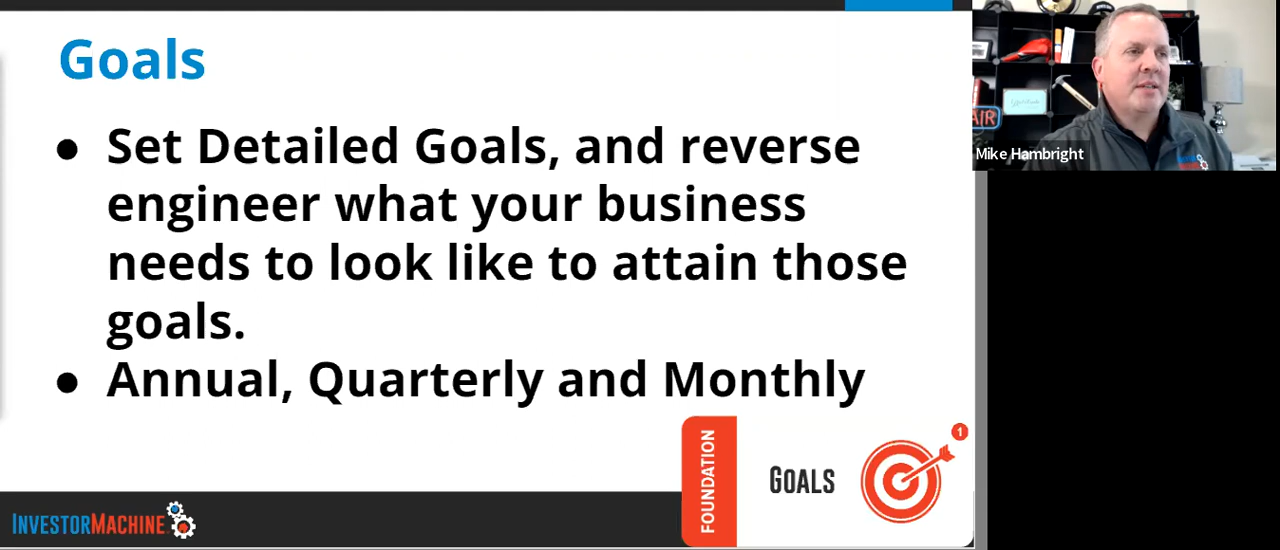 Goals
● Set Detailed Goals, and reverse
engineer what your business
needs to look like to attain those
goals.
● Annual, Quarterly and Monthly
FOUNDATION
GOALS
1
INVESTORMACHINE
AIR
Mike Hambright